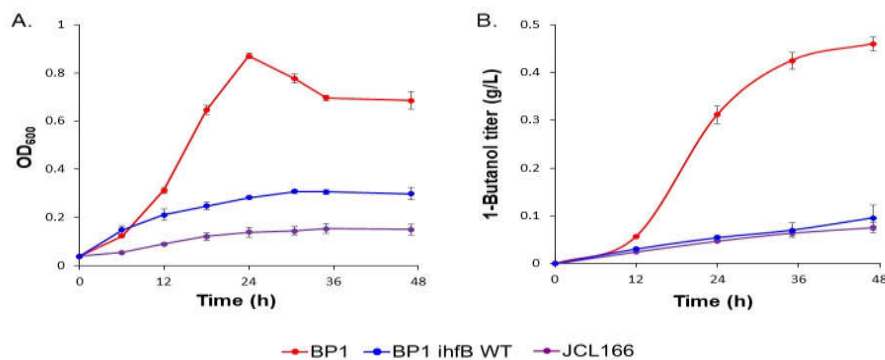 A.
B.
1
0.8
0.6
0.4
0.2
0
OD600
0 12 24 36 48
Time (h)
0.5
0.4
0.3
0.2
0.1
0
1-Butanol titer (g/L)
0 12 24 36 48
Time (h)
BP1 BP1 ihfB WT JCL166